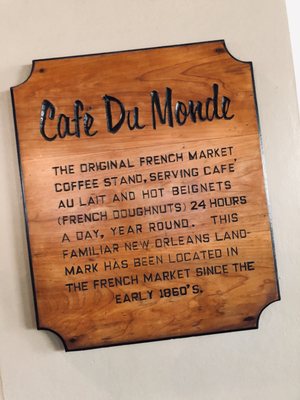 Café Du Monde
THE ORIGINAL FRENCH MARKET
COFFEE STAND, SERVING CAFE'
AU LAIT AND HOT BEIGNETS
(FRENCH DOUGHNUTS) 24 HOURS
A DAY, YEAR ROUND. THIS
FAMILIAR NEW ORLEANS LAND-
MARK HAS BEEN LOCATED IN
THE FRENCH MARKET SINCE THE
EARLY 1860'S.